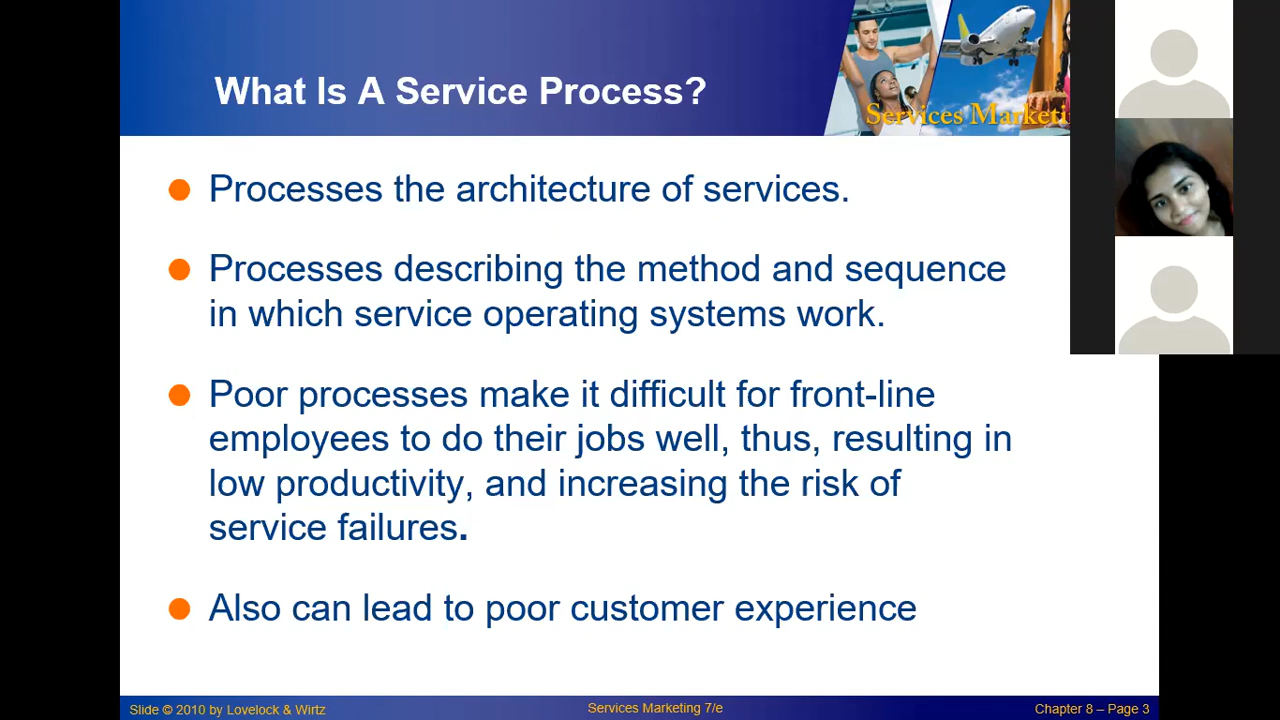 What Is A Service Process?
Services Marketi
Processes the architecture of services.
Processes describing the method and sequence
in which service operating systems work.
Poor processes make it difficult for front-line
employees to do their jobs well, thus, resulting in
low productivity, and increasing the risk of
service failures.
Also can lead to poor customer experience
Slide © 2010 by Lovelock & Wirtz
Services Marketing 7/e
Chapter 8 – Page 3